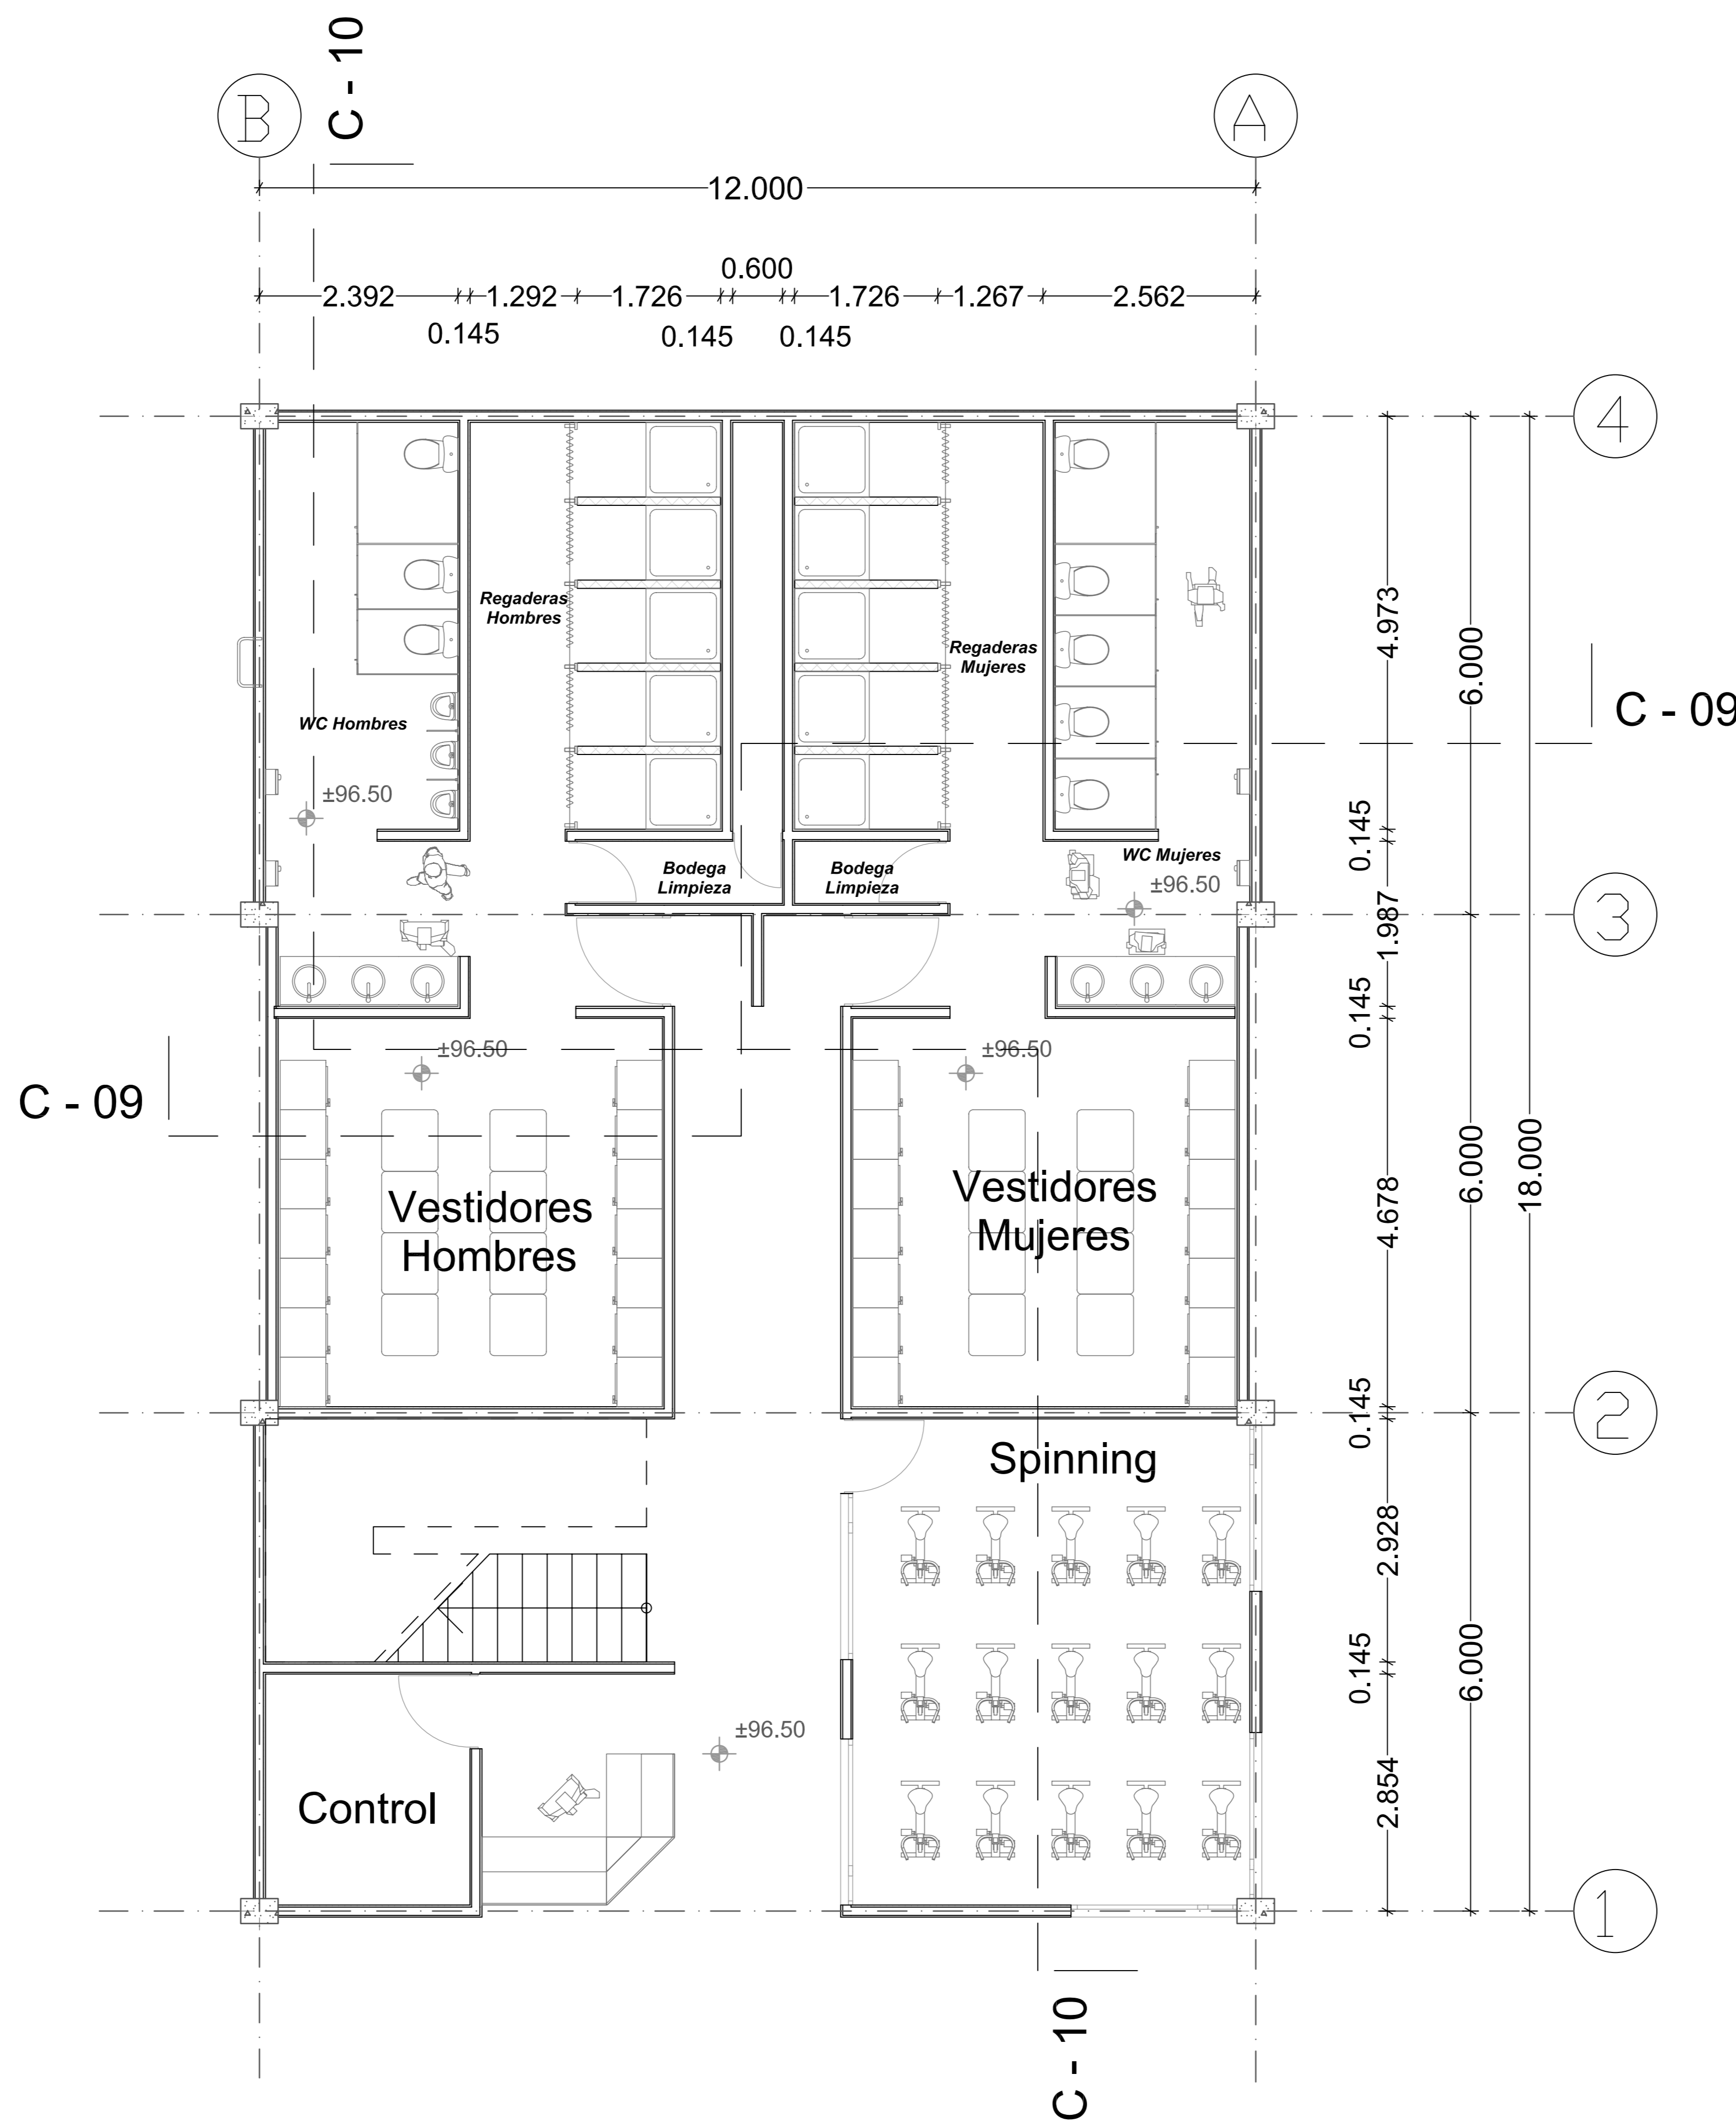 C - 10
B
A
12.000
0.600
2.392
1.292
1.726
1.726
1.267
2.562
0.145
0.145
0.145
4
4.973
6.000
Regaderas
Hombres
Regaderas
Mujeres
C - 09
WC Hombres
±96.50
0.145
WC Mujeres
±96.50
Bodega
Limpieza
Bodega
Limpieza
3
1.987
0.145
±96.50
±96.50
C - 09
Vestidores
Hombres
Vestidores
Mujeres
4.678
6.000
18.000
2
0.145
Spinning
2.928
0.145
6.000
±96.50
Control
2.854
1
C - 10